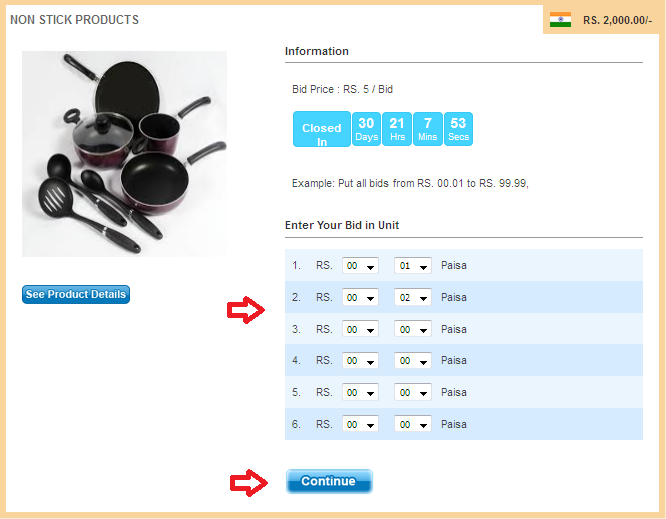 NON STICK PRODUCTS
RS. 2,000.00/-
Information
Bid Price : RS. 5 / Bid
Closed In
30 Days
21 Hrs
7 Mins
53 Secs
Example: Put all bids from RS. 00.01 to RS. 99.99,
Enter Your Bid in Unit
1. RS. 00 01 Paisa
2. RS. 00 02 Paisa
3. RS. 00 00 Paisa
4. RS. 00 00 Paisa
5. RS. 00 00 Paisa
6. RS. 00 00 Paisa
See Product Details
Continue